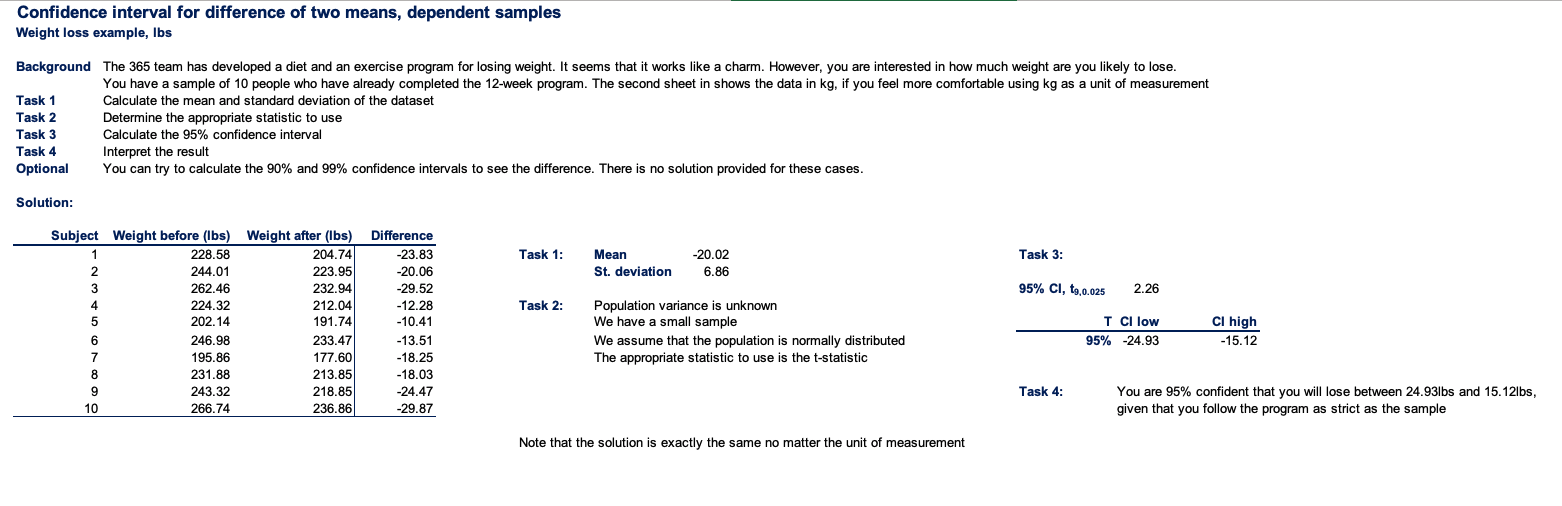 Confidence interval for difference of two means, dependent samples
Weight loss example, lbs
Background The 365 team has developed a diet and an exercise program for losing weight. It seems that it works like a charm. However, you are interested in how much weight are you likely to lose.
You have a sample of 10 people who have already completed the 12-week program. The second sheet in shows the data in kg, if you feel more comfortable using kg as a unit of measurement
Task 1 Calculate the mean and standard deviation of the dataset
Task 2 Determine the appropriate statistic to use
Task 3 Calculate the 95% confidence interval
Task 4 Interpret the result
Optional You can try to calculate the 90% and 99% confidence intervals to see the difference. There is no solution provided for these cases.
Solution:
Subject Weight before (lbs) Weight after (lbs) Difference
1 228.58 204.74 -23.83
2 244.01 223.95 -20.06
3 262.46 232.94 -29.52
4 224.32 212.04 -12.28
5 202.14 191.74 -10.41
6 246.98 233.47 -13.51
7 195.86 177.60 -18.25
8 231.88 213.85 -18.03
9 243.32 218.85 -24.47
10 266.74 236.86 -29.87
Task 1: Mean -20.02
St. deviation 6.86
Task 2: Population variance is unknown
We have a small sample
We assume that the population is normally distributed
The appropriate statistic to use is the t-statistic
Task 3:
95% CI, t9,0.025 2.26
T CI low CI high
95% -24.93 -15.12
Task 4: You are 95% confident that you will lose between 24.93lbs and 15.12lbs,
given that you follow the program as strict as the sample
Note that the solution is exactly the same no matter the unit of measurement